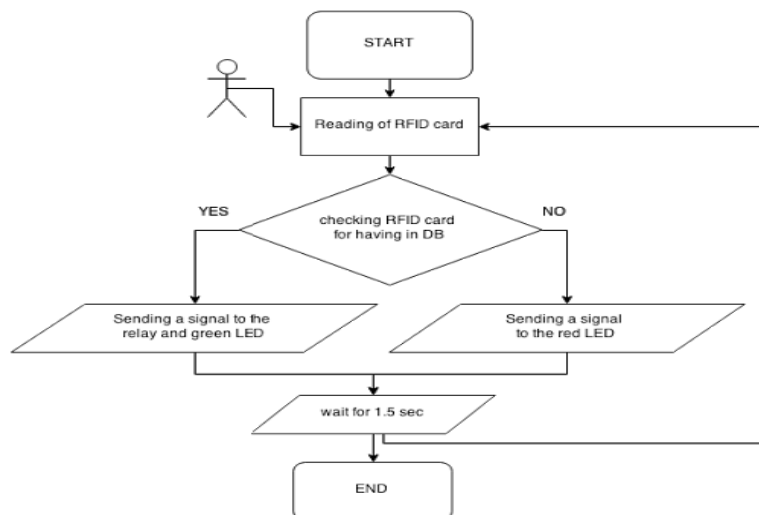 START
Reading of RFID card
YES
NO
checking RFID card
for having in DB
Sending a signal to the
relay and green LED
Sending a signal
to the red LED
wait for 1.5 sec
END